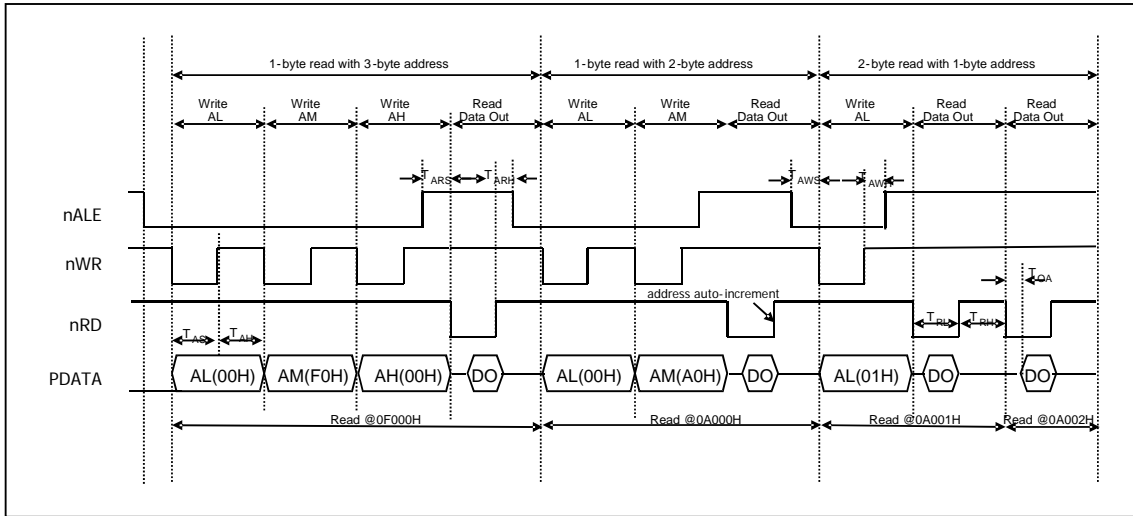 1-byte read with 3-byte address 1-byte read with 2-byte address 2-byte read with 1-byte address
Write AL Write AM Write AH Read Data Out Write AL Write AM Read Data Out Write AL Read Data Out Read Data Out
TARS TARH TAWS TAWH
nALE
nWR
TOA
address auto-increment
nRD
TAS TAH TRL TRH
PDATA AL(00H) AM(F0H) AH(00H) DO AL(00H) AM(A0H) DO AL(01H) DO DO
Read @0F000H Read @0A000H Read @0A001H Read @0A002H